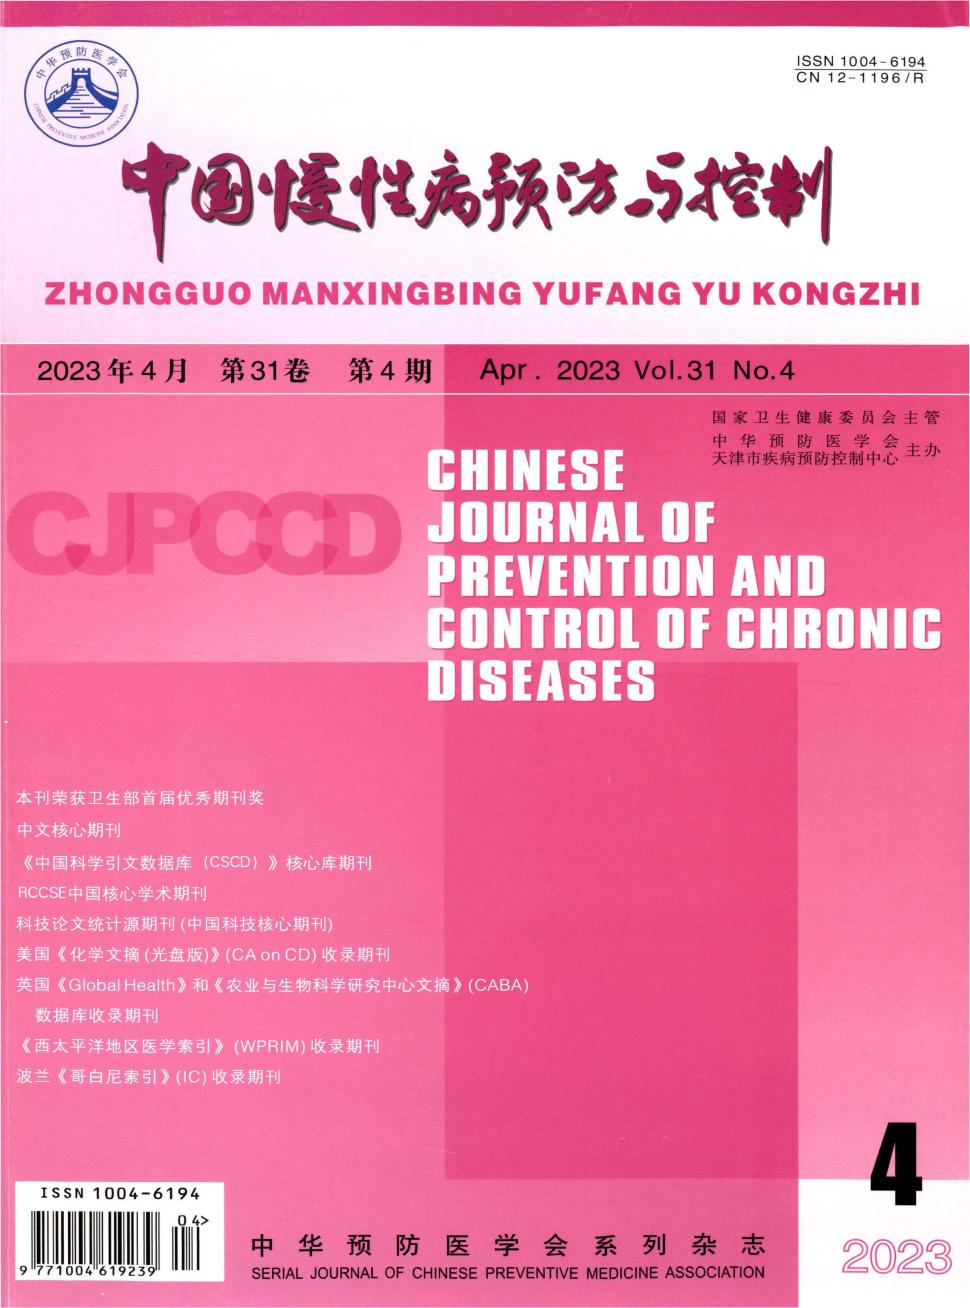 中华预防医学会
CHINESE PREVENTIVE MEDICINE ASSOCIATION
ISSN 1004-6194
CN 12-1196/R
中国慢性病预防与控制
ZHONGGUO MANXINGBING YUFANG YU KONGZHI
2023年4月 第31卷 第4期 Apr. 2023 Vol.31 No.4
国家卫生健康委员会主管
中华预防医学会
天津市疾病预防控制中心 主办
CJPCCD
CHINESE
JOURNAL OF
PREVENTION AND
CONTROL OF CHRONIC
DISEASES
本刊荣获卫生部首届优秀期刊奖
中文核心期刊
《中国科学引文数据库（CSCD）》核心库期刊
RCCSE中国核心学术期刊
科技论文统计源期刊(中国科技核心期刊)
美国《化学文摘(光盘版)》(CA on CD)收录期刊
英国《Global Health》和《农业与生物科学研究中心文摘》(CABA)
数据库收录期刊
《西太平洋地区医学索引》(WPRIM)收录期刊
波兰《哥白尼索引》(IC)收录期刊
4
2023
ISSN 1004-6194
04>
9 771004 619239
中华预防医学会系列杂志
SERIAL JOURNAL OF CHINESE PREVENTIVE MEDICINE ASSOCIATION